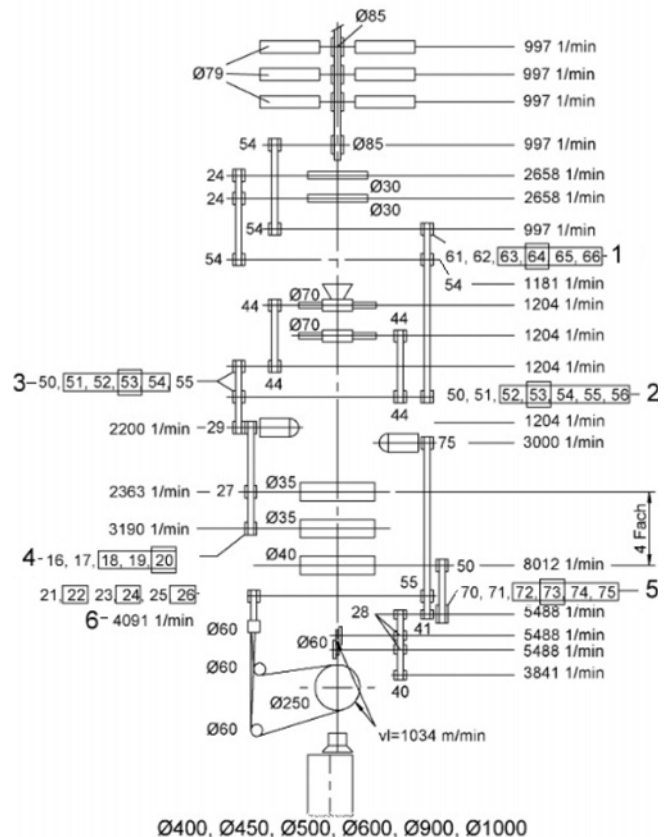 Ø85
997 1/min
Ø79
997 1/min
997 1/min
54
Ø85
997 1/min
24
2658 1/min
Ø30
24
2658 1/min
Ø30
54
997 1/min
61, 62, 63, 64, 65, 66 1
54
54
1181 1/min
Ø70
44
1204 1/min
Ø70
44
1204 1/min
1204 1/min
3 50, 51, 52, 53, 54, 55
44
44
50, 51, 52, 53, 54, 55, 56 2
1204 1/min
2200 1/min
29
75
3000 1/min
Ø35
2363 1/min
27
Ø35
3190 1/min
4 Fach
4 16, 17, 18, 19, 20
Ø40
50
8012 1/min
21, 22 23, 24, 25 26
55
70, 71, 72, 73, 74, 75 5
6 4091 1/min
28
41
5488 1/min
Ø60
Ø60
5488 1/min
5488 1/min
Ø60
40
3841 1/min
Ø250
Ø60
vl=1034 m/min
Ø400, Ø450, Ø500, Ø600, Ø900, Ø1000